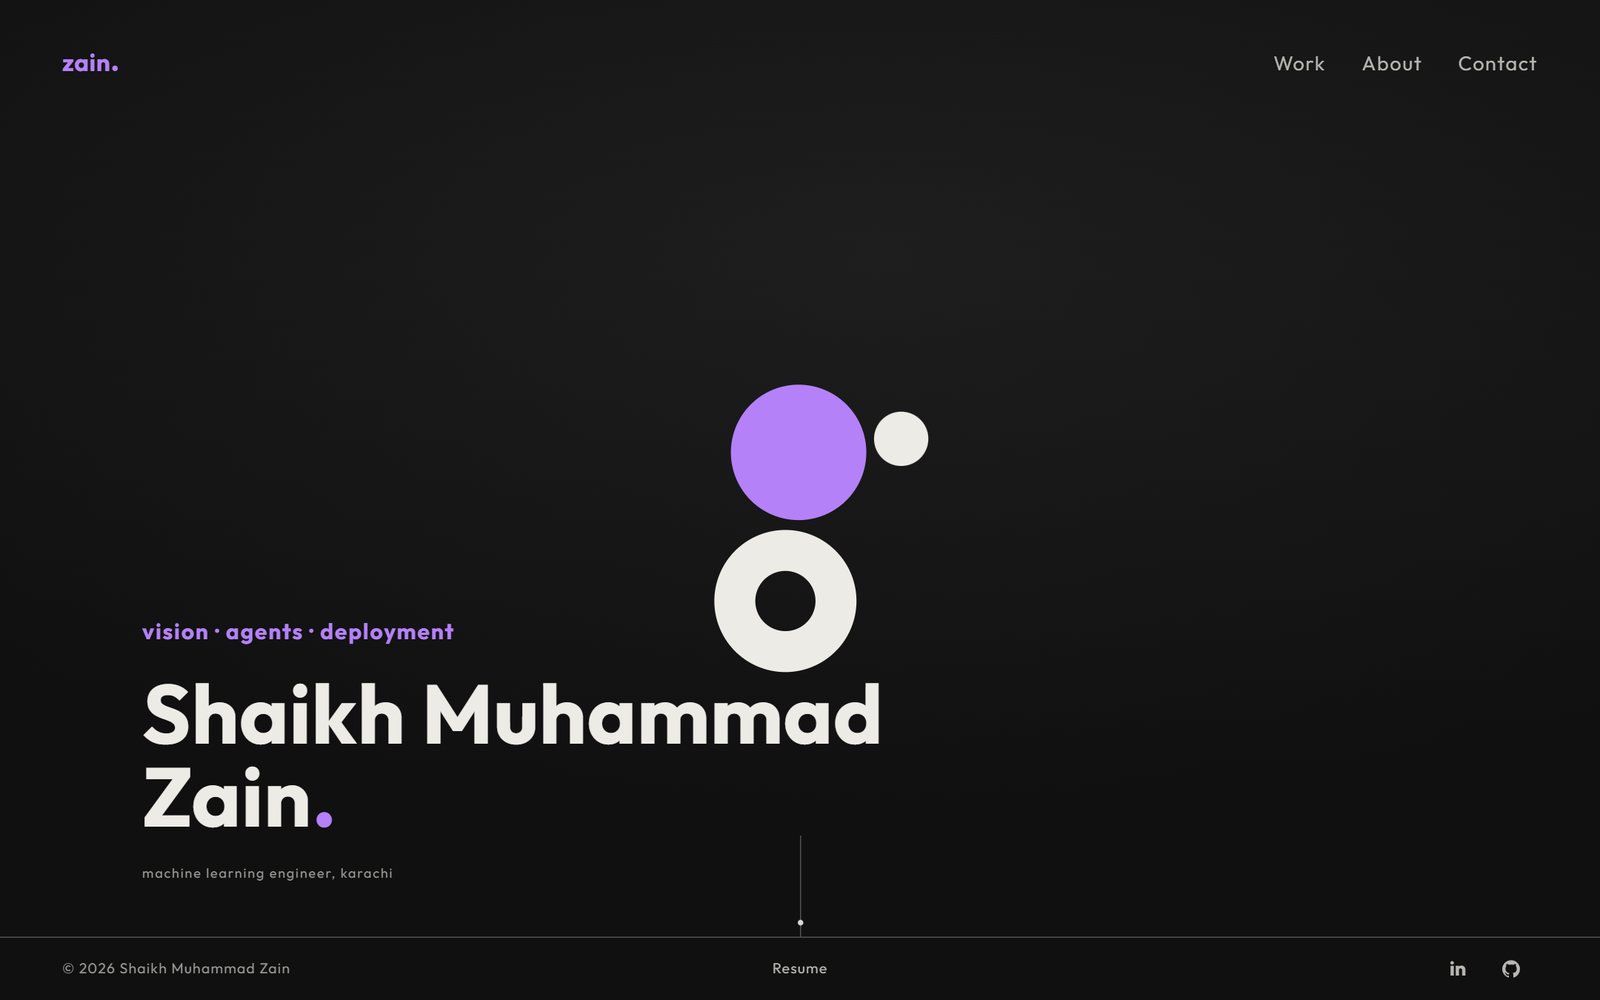 zain.
Work About Contact
vision · agents · deployment
Shaikh Muhammad
Zain.
machine learning engineer, karachi
© 2026 Shaikh Muhammad Zain
Resume
in